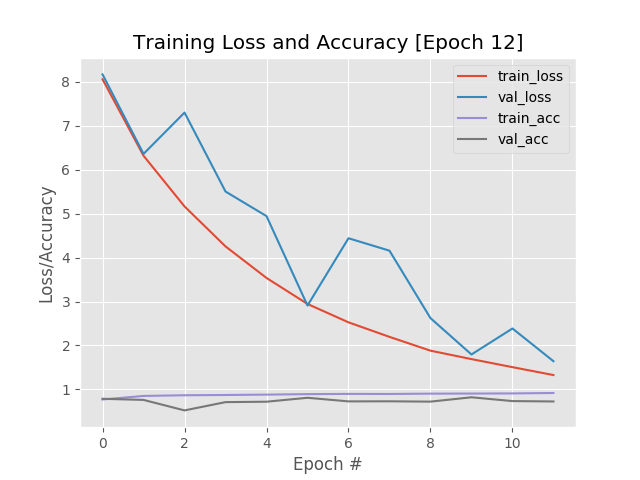 Training Loss and Accuracy [Epoch 12]
train_loss
val_loss
train_acc
val_acc
Loss/Accuracy
8
7
6
5
4
3
2
1
0
2
4
6
8
10
Epoch #